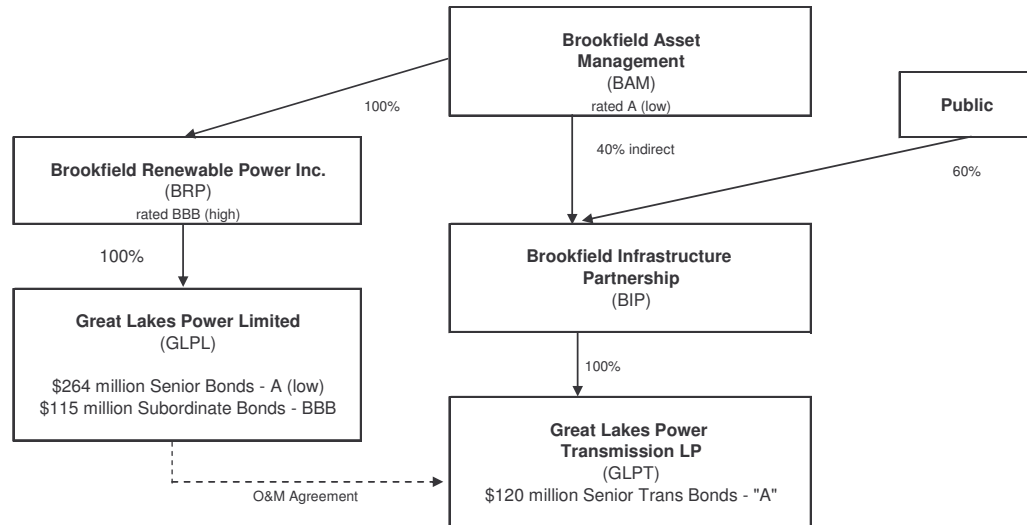 Brookfield Asset
Management
(BAM)
rated A (low)
Public
100%
40% indirect
60%
Brookfield Renewable Power Inc.
(BRP)
rated BBB (high)
100%
Brookfield Infrastructure
Partnership
(BIP)
Great Lakes Power Limited
(GLPL)
$264 million Senior Bonds - A (low)
$115 million Subordinate Bonds - BBB
100%
Great Lakes Power
Transmission LP
(GLPT)
$120 million Senior Trans Bonds - "A"
O&M Agreement